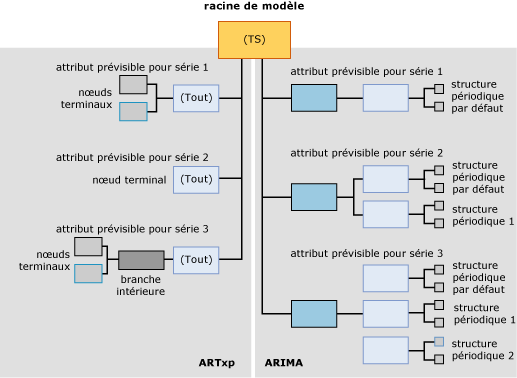 racine de modèle
(TS)
attribut prévisible pour série 1
nœuds
terminaux
(Tout)
attribut prévisible pour série 2
nœud terminal
(Tout)
attribut prévisible pour série 3
nœuds
terminaux
branche
intérieure
(Tout)
ARTxp
attribut prévisible pour série 1
structure
périodique
par défaut
attribut prévisible pour série 2
structure
périodique
par défaut
structure
périodique 1
attribut prévisible pour série 3
structure
périodique
par défaut
structure
périodique 1
structure
périodique 2
ARIMA